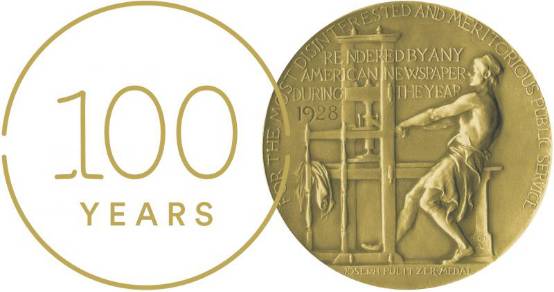 100
YEARS
FOR THE MOST DISINTERESTED AND MERITORIOUS PUBLIC SERVICE
RENDERED BY ANY
AMERICAN NEWSPAPER
DURING THE YEAR
1928
JOSEPH PULITZER MEDAL